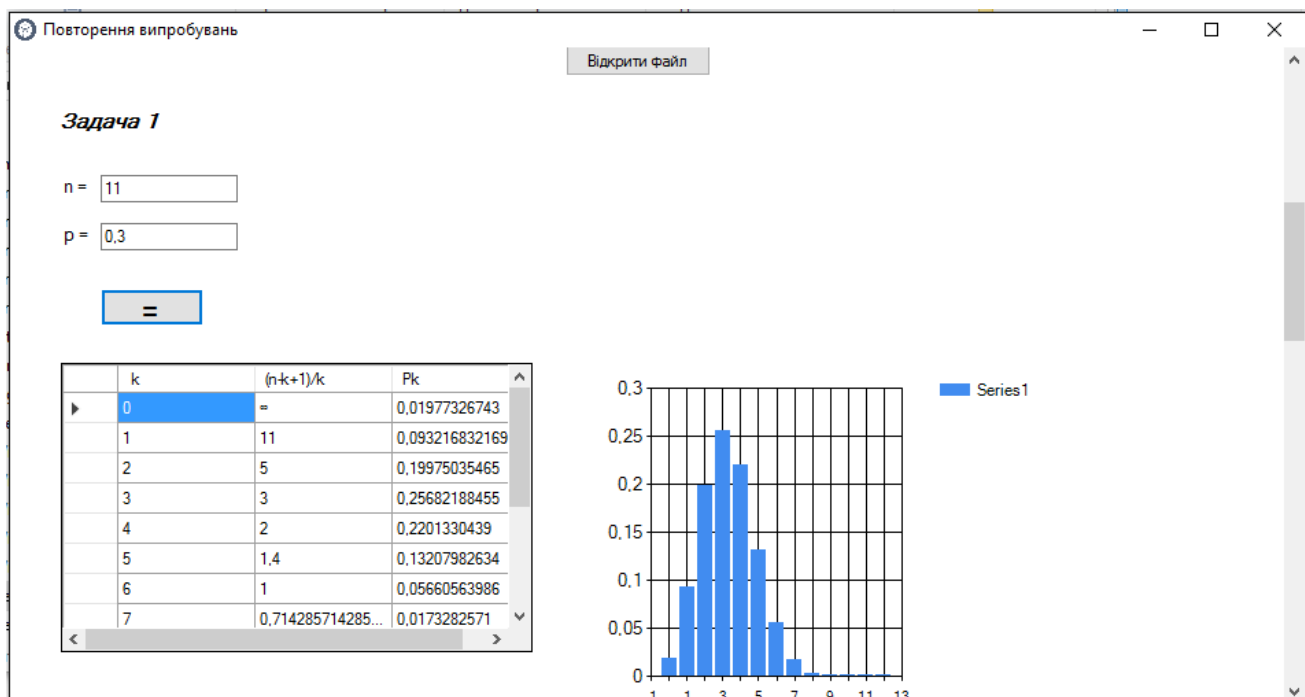 Повторення випробувань
Відкрити файл
Задача 1
n = 11
p = 0,3
=
k (n-k+1)/k Pk
0 ∞ 0,01977326743
1 11 0,093216832169
2 5 0,19975035465
3 3 0,25682188455
4 2 0,2201330439
5 1,4 0,13207982634
6 1 0,05660563986
7 0,714285714285... 0,0173282571
0,3
0,25
0,2
0,15
0,1
0,05
0
-1 1 3 5 7 9 11 13
Series1